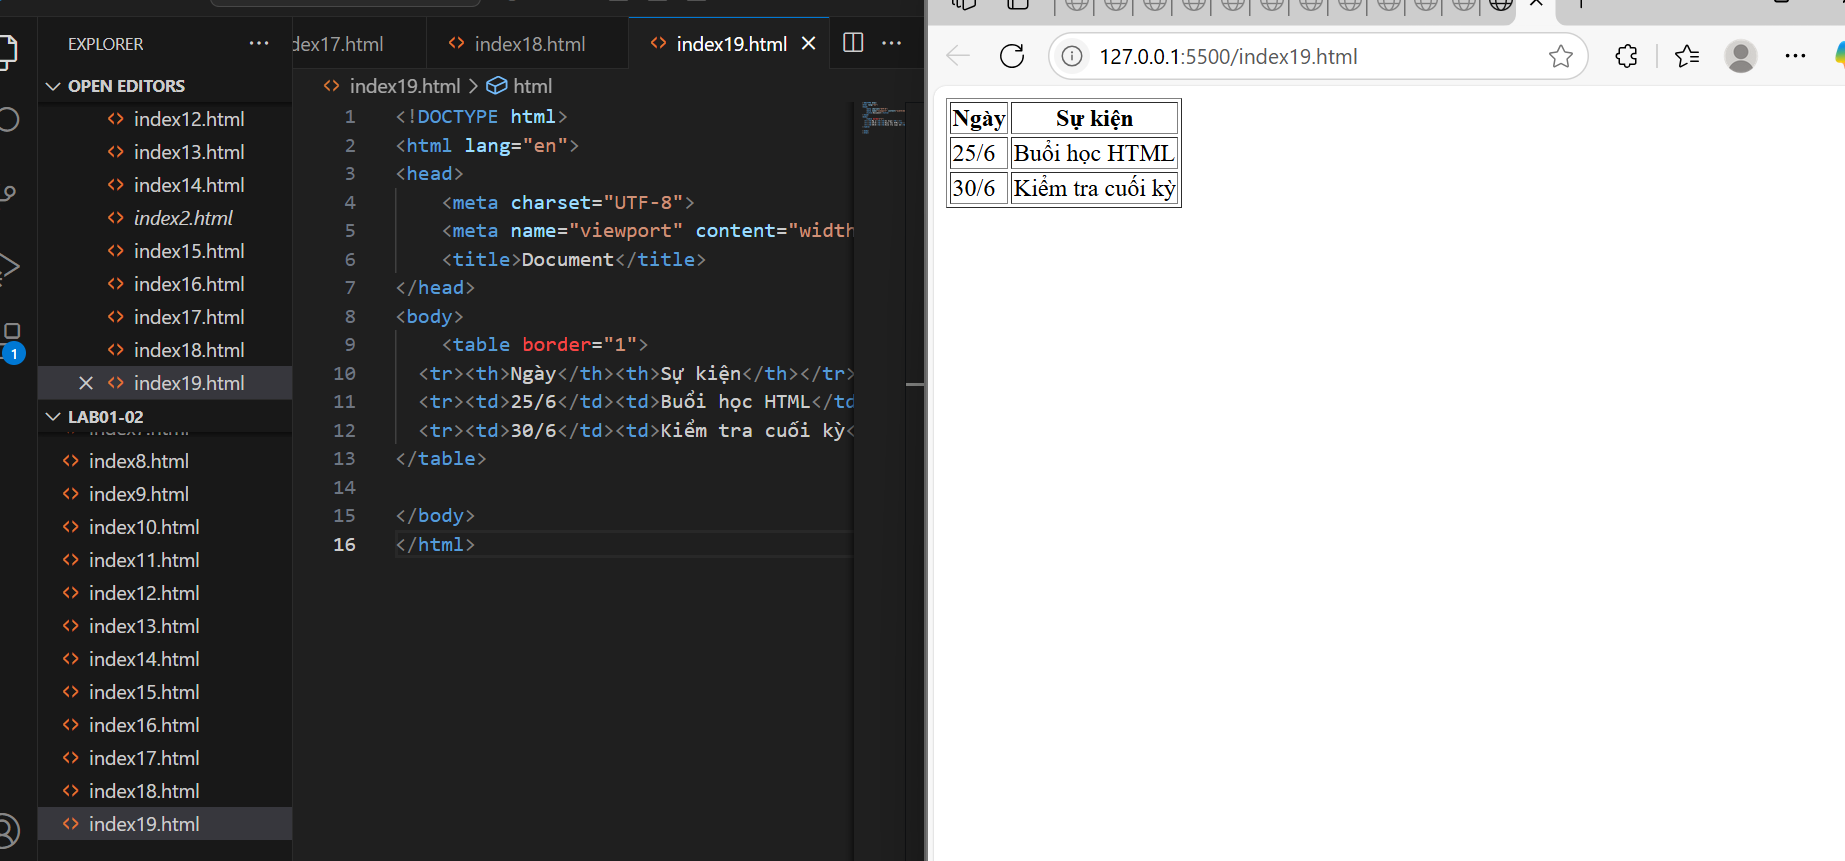 EXPLORER
OPEN EDITORS
index12.html
index13.html
index14.html
index2.html
index15.html
index16.html
index17.html
index18.html
index19.html
LAB01-02
index8.html
index9.html
index10.html
index11.html
index12.html
index13.html
index14.html
index15.html
index16.html
index17.html
index18.html
index19.html
1
dex17.html
index18.html
index19.html
index19.html > html
1 <!DOCTYPE html>
2 <html lang="en">
3 <head>
4 <meta charset="UTF-8">
5 <meta name="viewport" content="width
6 <title>Document</title>
7 </head>
8 <body>
9 <table border="1">
10 <tr><th>Ngày</th><th>Sự kiện</th></tr>
11 <tr><td>25/6</td><td>Buổi học HTML</td
12 <tr><td>30/6</td><td>Kiểm tra cuối kỳ<
13 </table>
14
15 </body>
16 </html>
127.0.0.1:5500/index19.html
Ngày Sự kiện
25/6 Buổi học HTML
30/6 Kiểm tra cuối kỳ